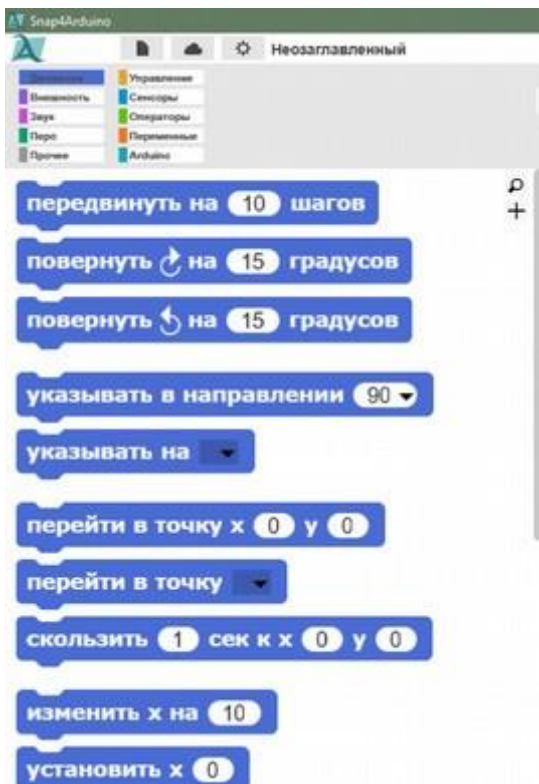 Snap4Arduino
Неозаглавленный
Движение Управление
Внешность Сенсоры
Звук Операторы
Перо Переменные
Прочее Arduino
передвинуть на 10 шагов
повернуть на 15 градусов
повернуть на 15 градусов
указывать в направлении 90
указывать на
перейти в точку x 0 y 0
перейти в точку
скользить 1 сек к x 0 y 0
изменить x на 10
установить x 0